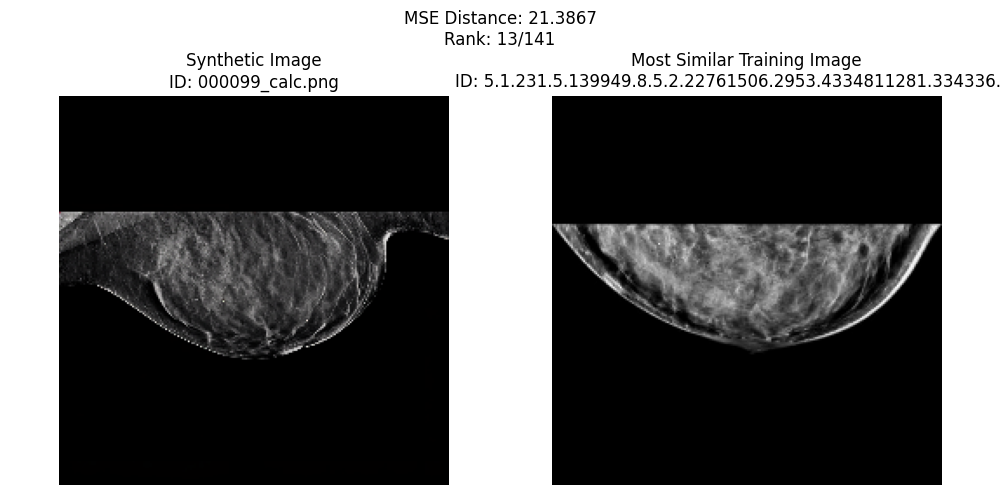 MSE Distance: 21.3867
Rank: 13/141
Synthetic Image
ID: 000099_calc.png
Most Similar Training Image
ID: 5.1.231.5.139949.8.5.2.22761506.2953.4334811281.334336.